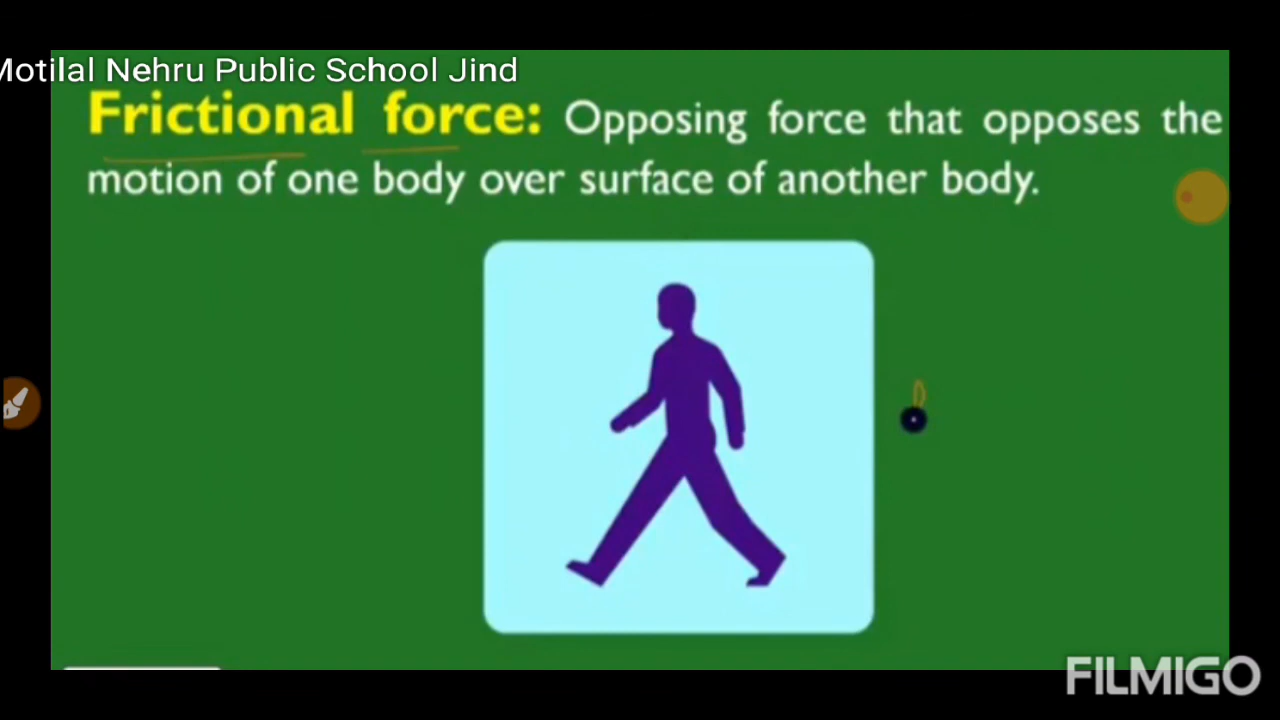 Motilal Nehru Public School Jind
Frictional force: Opposing force that opposes the
motion of one body over surface of another body.
FILMIGO